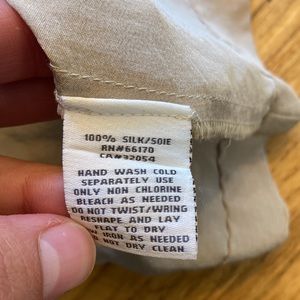 100% SILK/SOIE
RN#66170
CA#32054
HAND WASH COLD
SEPARATELY USE
ONLY NON CHLORINE
BLEACH AS NEEDED
DO NOT TWIST/WRING
RESHAPE AND LAY
FLAT TO DRY
IRON AS NEEDED
NOT DRY CLEAN